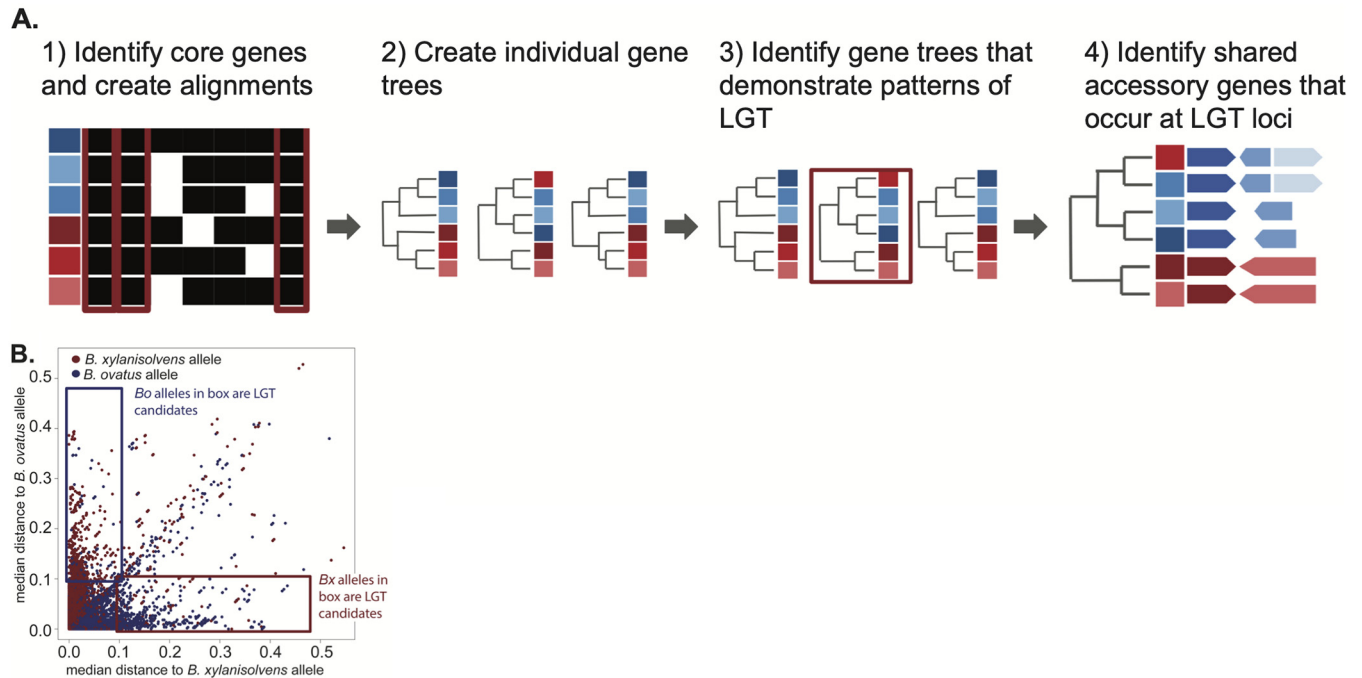 A.
1) Identify core genes
and create alignments
2) Create individual gene
trees
3) Identify gene trees that
demonstrate patterns of
LGT
4) Identify shared
accessory genes that
occur at LGT loci
B.
B. xylanisolvens allele
B. ovatus allele
Bo alleles in box are LGT
candidates
Bx alleles in
box are LGT
candidates
median distance to B. ovatus allele
0.5
0.4
0.3
0.2
0.1
0.0
0.0 0.1 0.2 0.3 0.4 0.5
median distance to B. xylanisolvens allele